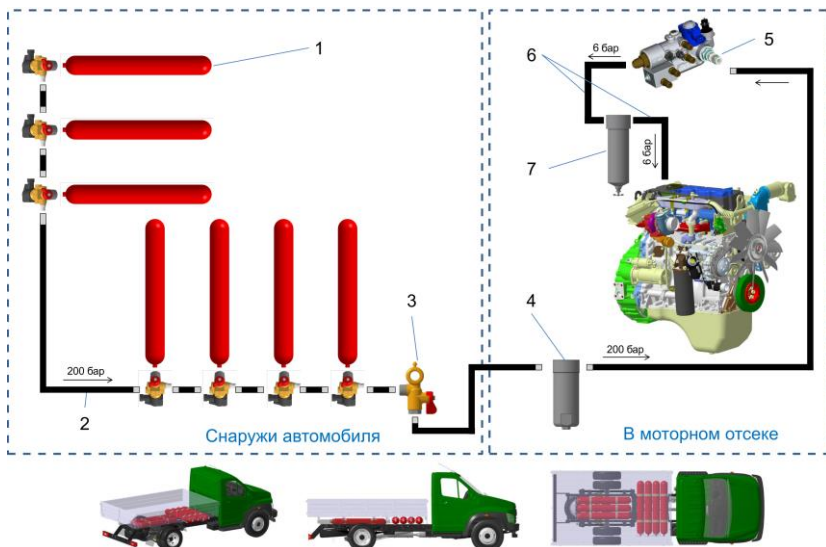 1
6
5
6 бар
7
6 бар
3
4
200 бар
200 бар
2
Снаружи автомобиля
В моторном отсеке